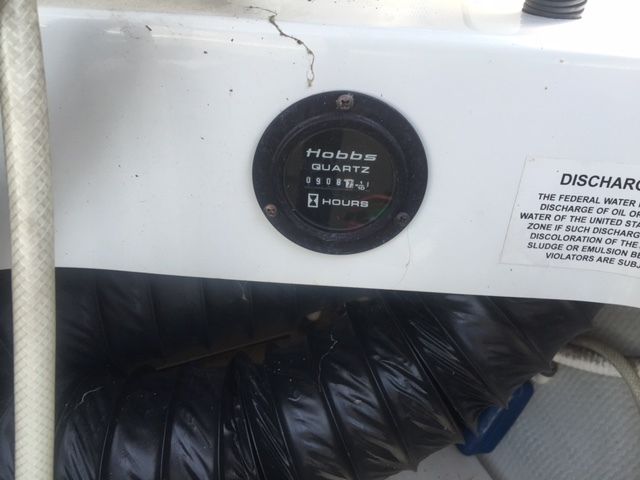 Hobbs
QUARTZ
0908
HOURS
DISCHARG
THE FEDERAL WATER
DISCHARGE OF OIL O
WATER OF THE UNITED STA
ZONE IF SUCH DISCHARG
DISCOLORATION OF THE
SLUDGE OR EMULSION BE
VIOLATORS ARE SUBJ